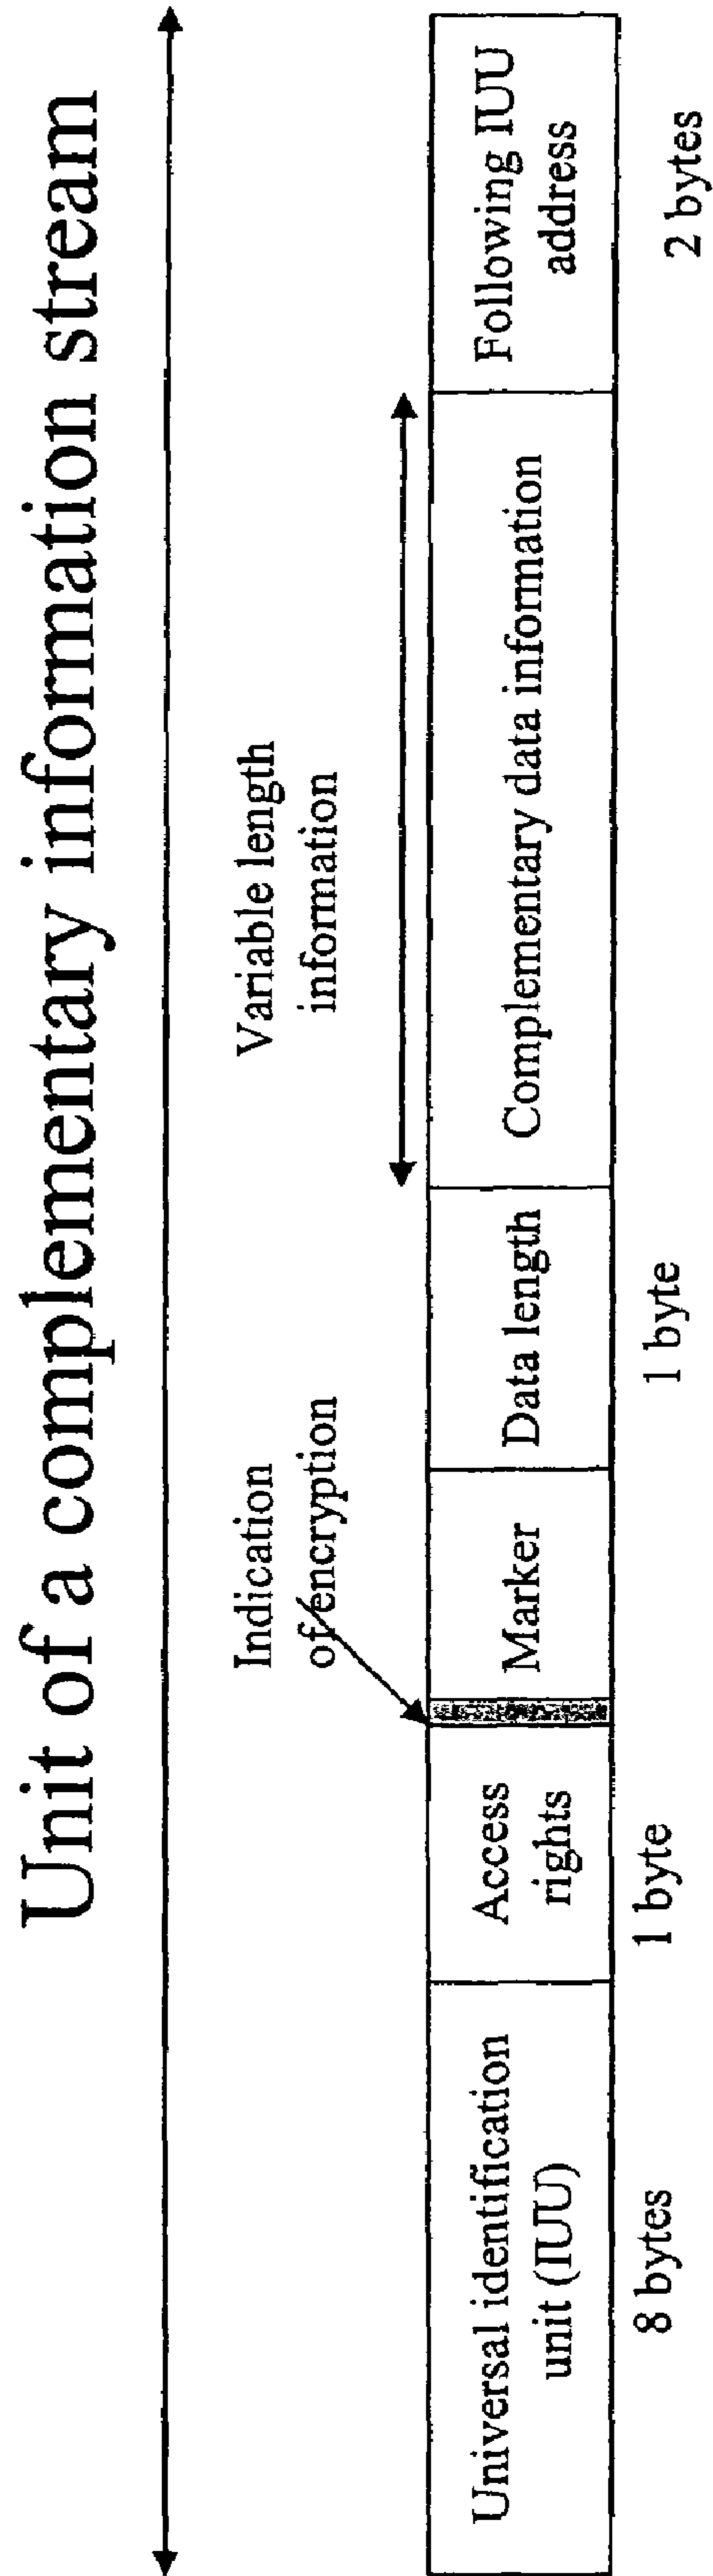 Unit of a complementary information stream
Variable length
information
Indication
of encryption
Universal identification
unit (IUU)
Access
rights
Marker
Data length
Complementary data information
Following IUU
address
8 bytes
1 byte
1 byte
2 bytes